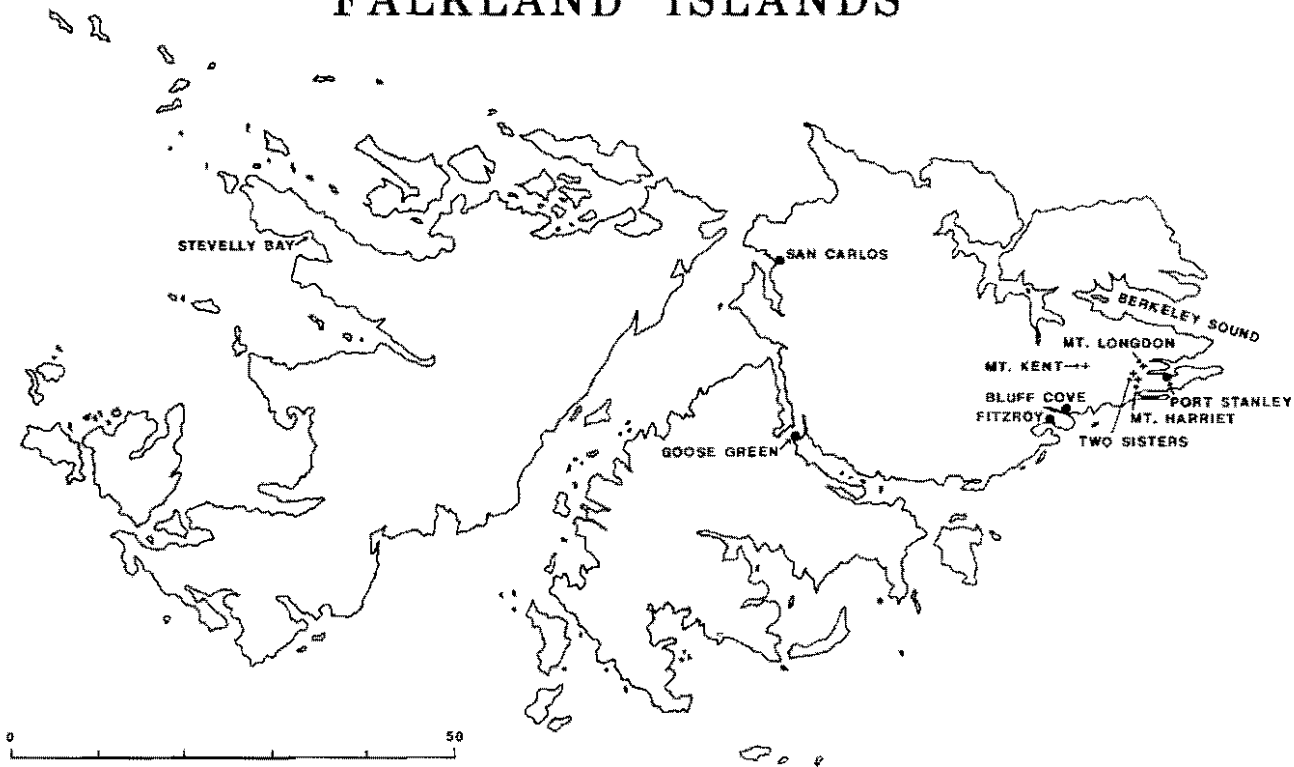 FALKLAND ISLANDS
STEVELLY BAY
SAN CARLOS
BERKELEY SOUND
MT. LONGDON
MT. KENT
BLUFF COVE
PORT STANLEY
FITZROY
MT. HARRIET
TWO SISTERS
GOOSE GREEN
0 50